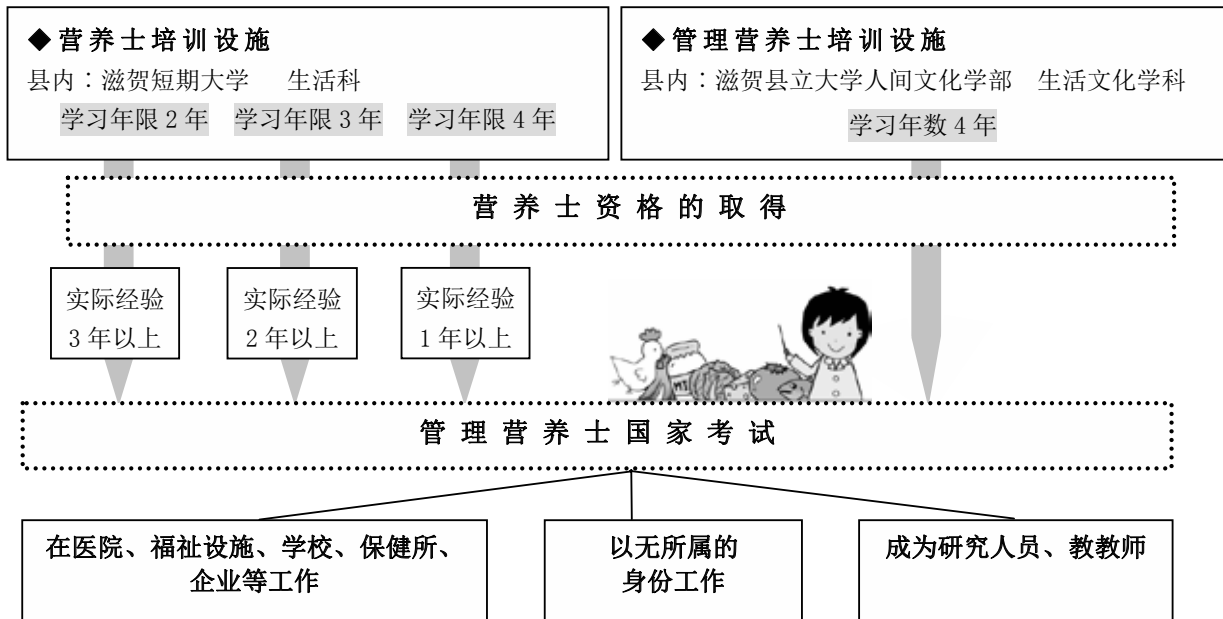 ◆营养士培训设施
县内：滋贺短期大学　生活科
学习年限2年　学习年限3年　学习年限4年
◆管理营养士培训设施
县内：滋贺县立大学人间文化学部　生活文化学科
学习年数4年
营养士资格的取得
实际经验
3年以上
实际经验
2年以上
实际经验
1年以上
管理营养士国家考试
在医院、福祉设施、学校、保健所、
企业等工作
以无所属的
身份工作
成为研究人员、教教师